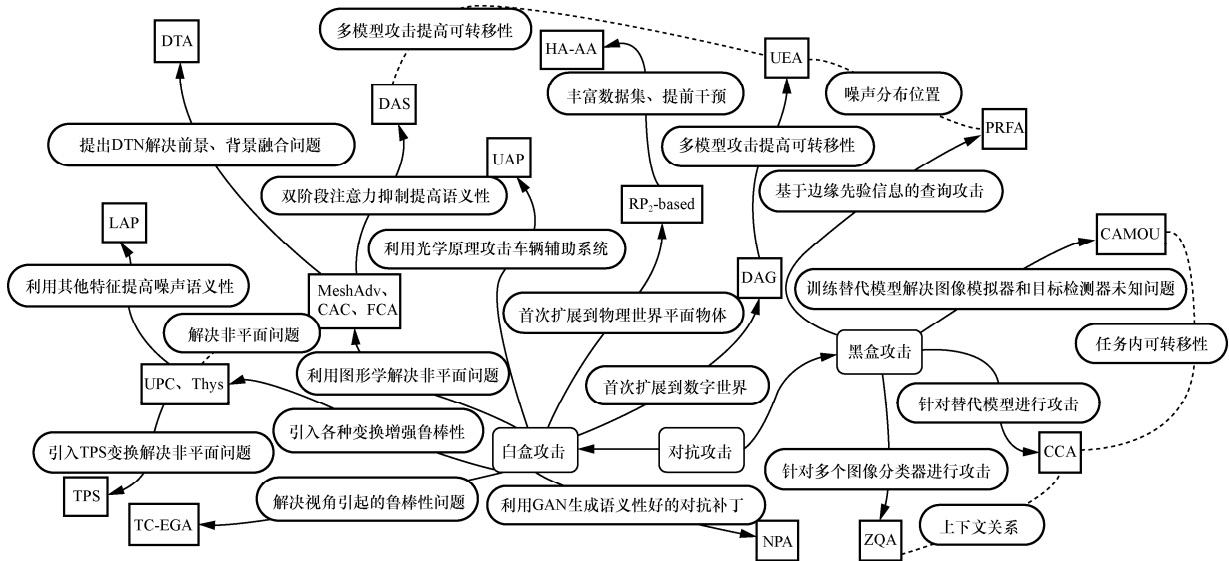 DTA
多模型攻击提高可转移性
HA-AA
UEA
DAS
丰富数据集、提前干预
噪声分布位置
PRFA
提出DTN解决前景、背景融合问题
UAP
多模型攻击提高可转移性
双阶段注意力抑制提高语义性
RP₂-based
基于边缘先验信息的查询攻击
LAP
利用光学原理攻击车辆辅助系统
CAMOU
利用其他特征提高噪声语义性
MeshAdv、
CAC、FCA
DAG
训练替代模型解决图像模拟器和目标检测器未知问题
首次扩展到物理世界平面物体
解决非平面问题
黑盒攻击
任务内可转移性
UPC、Thys
利用图形学解决非平面问题
首次扩展到数字世界
针对替代模型进行攻击
引入各种变换增强鲁棒性
白盒攻击
对抗攻击
CCA
引入TPS变换解决非平面问题
针对多个图像分类器进行攻击
TPS
解决视角引起的鲁棒性问题
利用GAN生成语义性好的对抗补丁
TC-EGA
NPA
ZQA
上下文关系